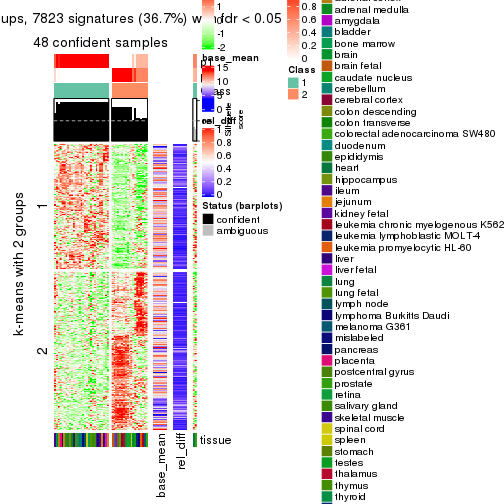 ups, 7823 signatures (36.7%) w h fdr < 0.05
48 confident samples
1
0
-1
-2
base_mean
15
10
5
0
rel_diff
1
0.8
0.6
0.4
0.2
0
Silhouette
score
Status (barplots)
confident
ambiguous
0.8
0.6
0.4
0.2
0
Class
1
2
k-means with 2 groups
1
2
base_mean
rel_diff
tissue
adrenal medulla
amygdala
bladder
bone marrow
brain
brain fetal
caudate nucleus
cerebellum
cerebral cortex
colon descending
colon transverse
colorectal adenocarcinoma SW480
duodenum
epididymis
heart
hippocampus
ileum
jejunum
kidney fetal
leukemia chronic myelogenous K562
leukemia lymphoblastic MOLT-4
leukemia promyelocytic HL-60
liver
liver fetal
lung
lung fetal
lymph node
lymphoma Burkitts Daudi
melanoma G361
mislabeled
pancreas
placenta
postcentral gyrus
prostate
retina
salivary gland
skeletal muscle
spinal cord
spleen
stomach
testes
thalamus
thymus
thyroid